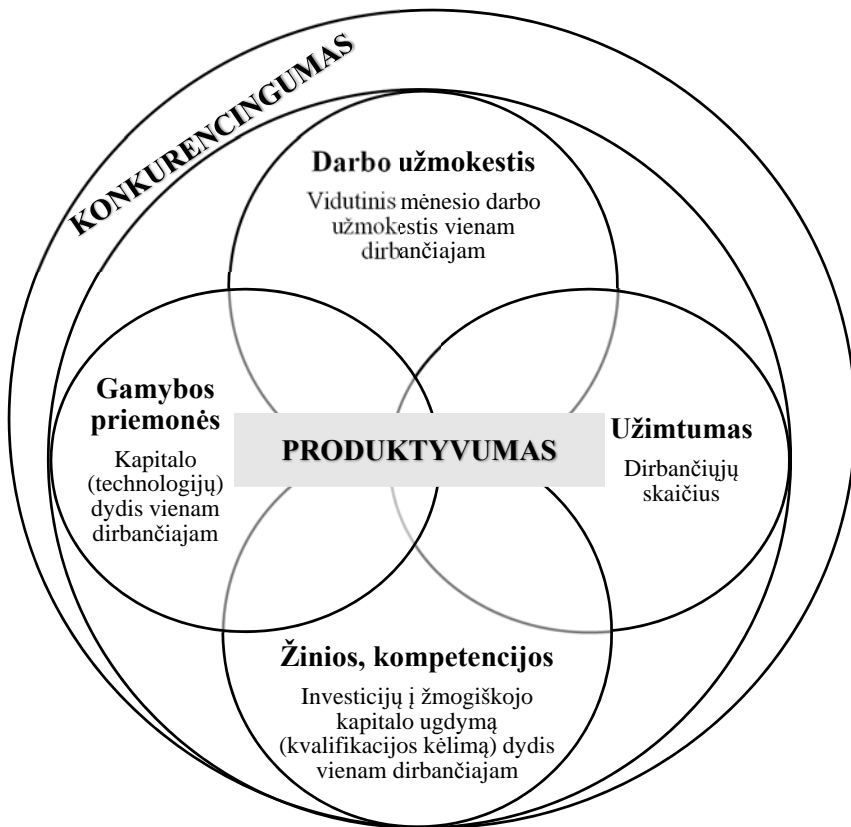 KONKURENCINGUMAS
Darbo užmokestis
Vidutinis mėnesio darbo
užmokestis vienam
dirbančiajam
Gamybos
priemonės
Kapitalo
(technologijų)
dydis vienam
dirbančiajam
PRODUKTYVUMAS
Užimtumas
Dirbančiųjų
skaičius
Žinios, kompetencijos
Investicijų į žmogiškojo
kapitalo ugdymą
(kvalifikacijos kėlimą) dydis
vienam dirbančiajam